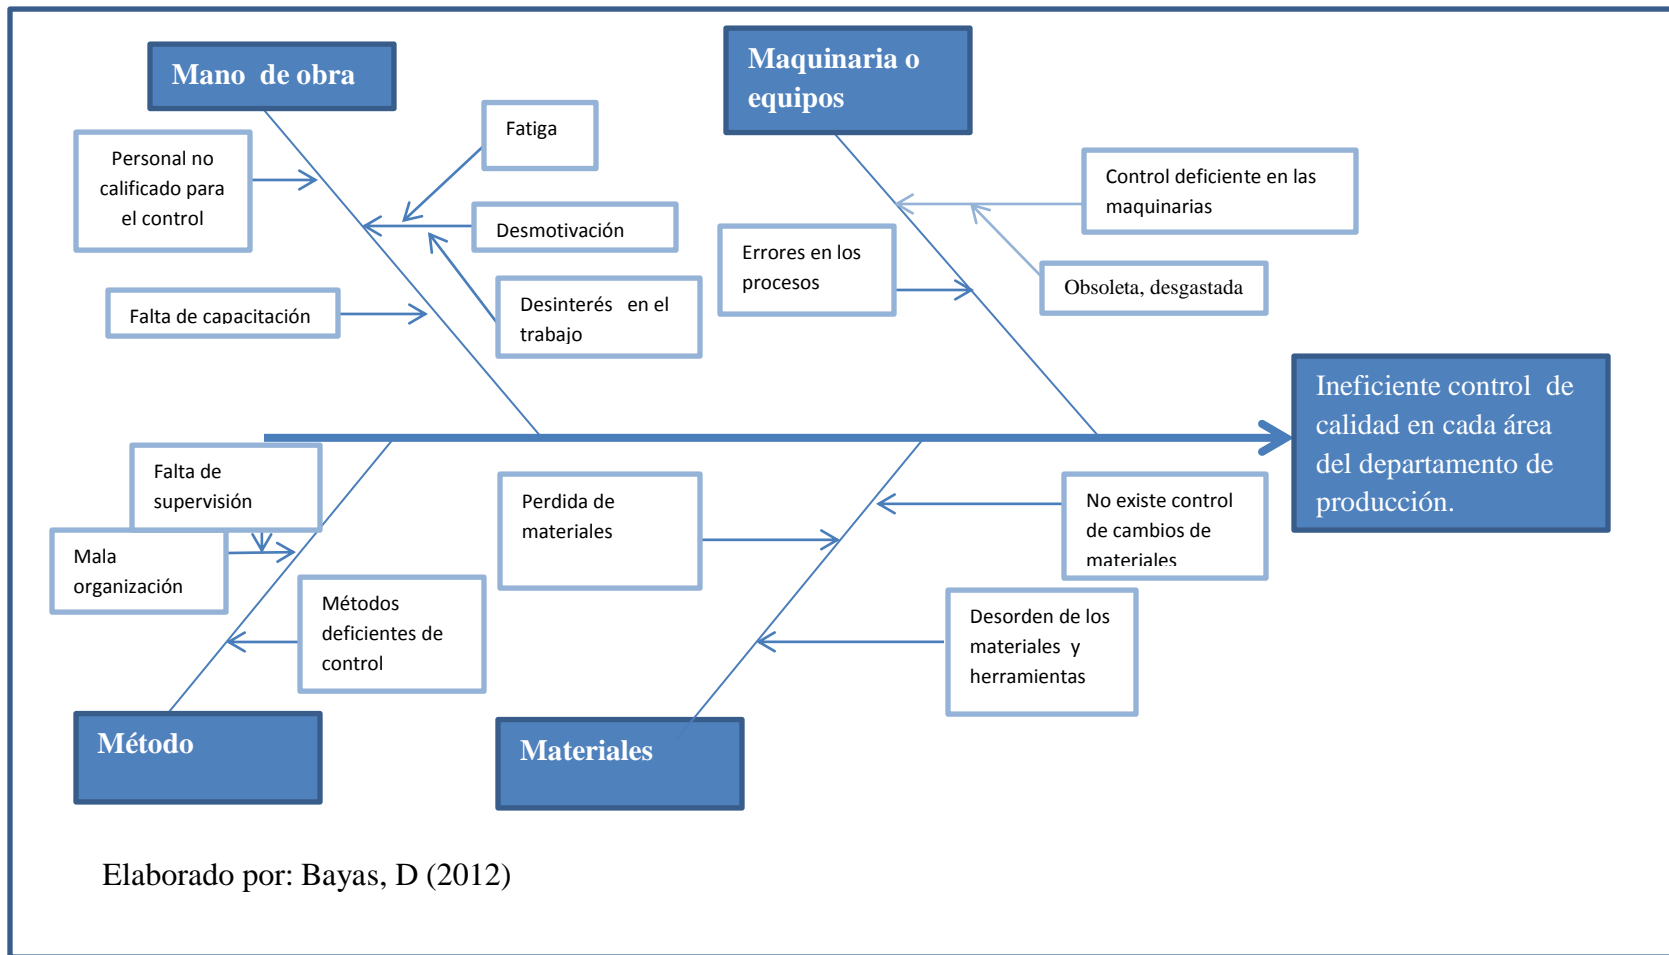 Mano de obra
Maquinaria o
equipos
Fatiga
Personal no
calificado para
el control
Desmotivación
Falta de capacitación
Desinterés en el
trabajo
Control deficiente en las
maquinarias
Errores en los
procesos
Obsoleta, desgastada
Ineficiente control de
calidad en cada área
del departamento de
producción.
Falta de
supervisión
Mala
organización
Métodos
deficientes de
control
Perdida de
materiales
No existe control
de cambios de
materiales
Desorden de los
materiales y
herramientas
Método
Materiales
Elaborado por: Bayas, D (2012)